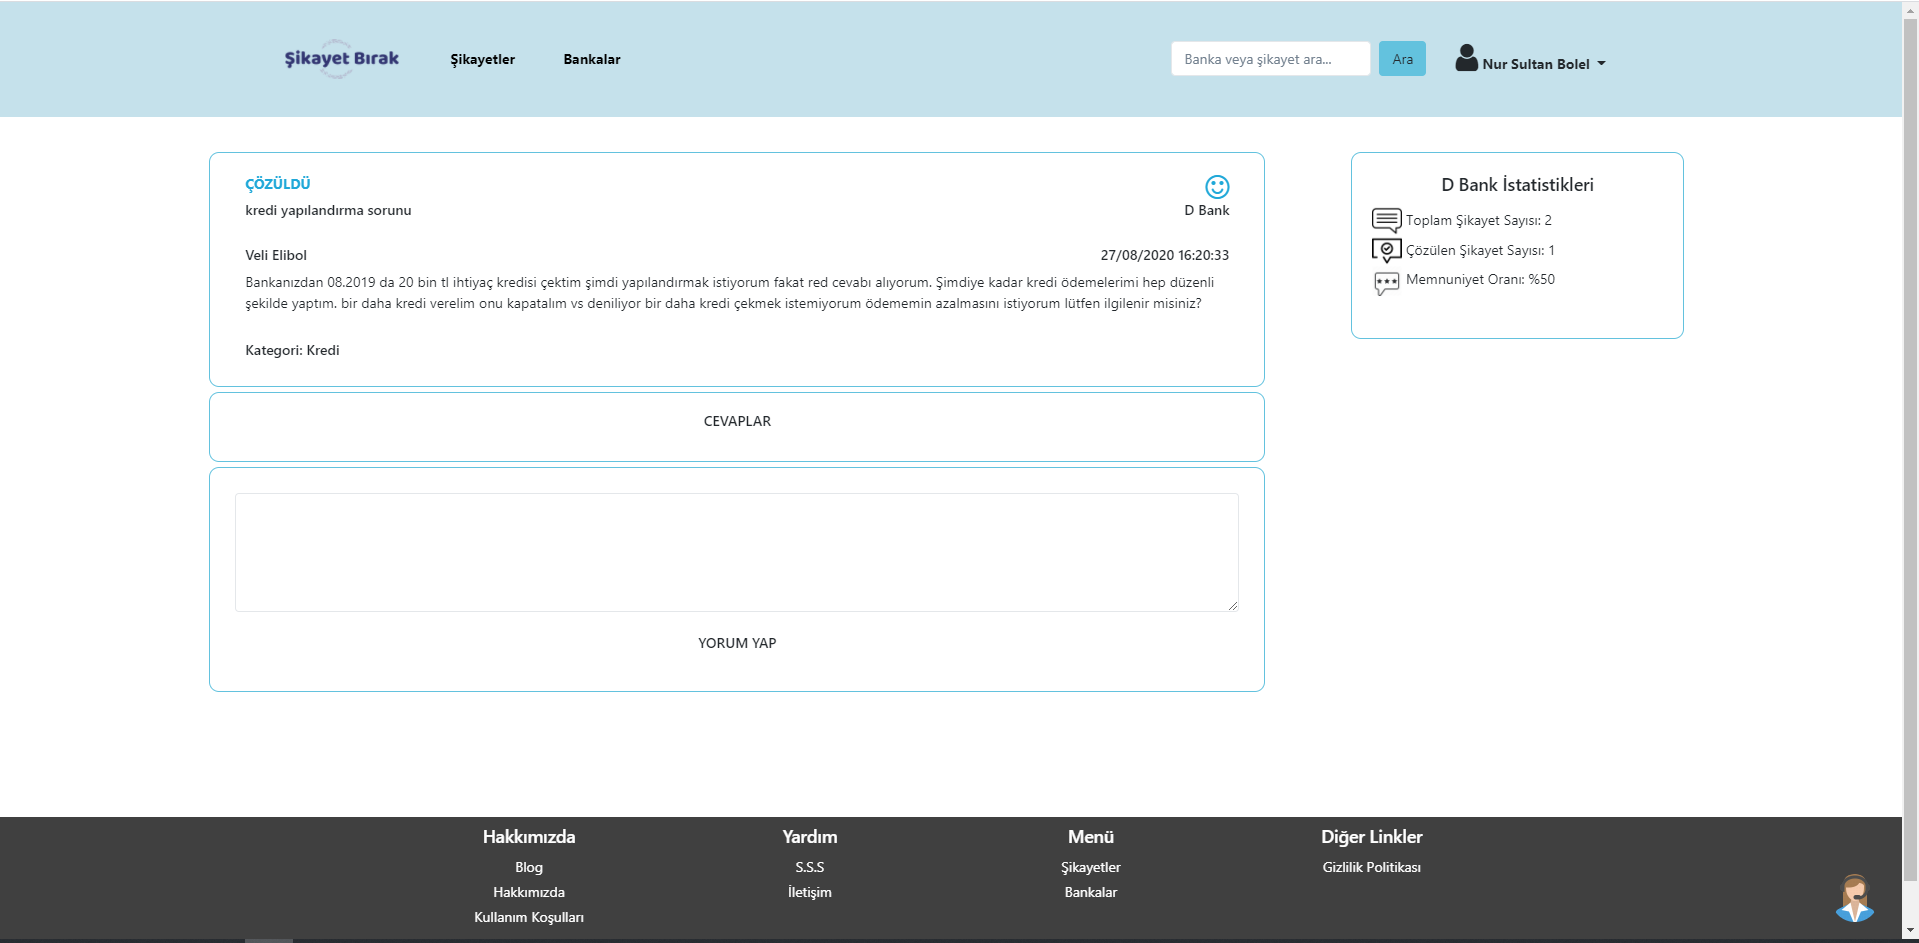 Şikayet Bırak
Şikayetler
Bankalar
Banka veya şikayet ara...
Ara
Nur Sultan Bolel
ÇÖZÜLDÜ
kredi yapılandırma sorunu
D Bank
Veli Elibol
27/08/2020 16:20:33
Bankanızdan 08.2019 da 20 bin tl ihtiyaç kredisi çektim şimdi yapılandırmak istiyorum fakat red cevabı alıyorum. Şimdiye kadar kredi ödemelerimi hep düzenli
şekilde yaptım. bir daha kredi verelim onu kapatalım vs deniliyor bir daha kredi çekmek istemiyorum ödememin azalmasını istiyorum lütfen ilgilenir misiniz?
Kategori: Kredi
CEVAPLAR
YORUM YAP
D Bank İstatistikleri
Toplam Şikayet Sayısı: 2
Çözülen Şikayet Sayısı: 1
Memnuniyet Oranı: %50
Hakkımızda
Blog
Hakkımızda
Kullanım Koşulları
Yardım
S.S.S
İletişim
Menü
Şikayetler
Bankalar
Diğer Linkler
Gizlilik Politikası